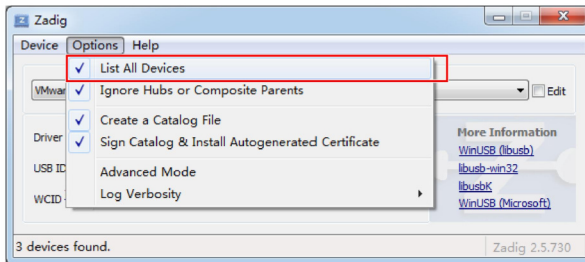 Zadig
Device Options Help
List All Devices
Ignore Hubs or Composite Parents
Create a Catalog File
Sign Catalog & Install Autogenerated Certificate
Advanced Mode
Log Verbosity
VMwar
Edit
Driver
USB ID
WCID
More Information
WinUSB (libusb)
libusb-win32
libusbK
WinUSB (Microsoft)
3 devices found.
Zadig 2.5.730